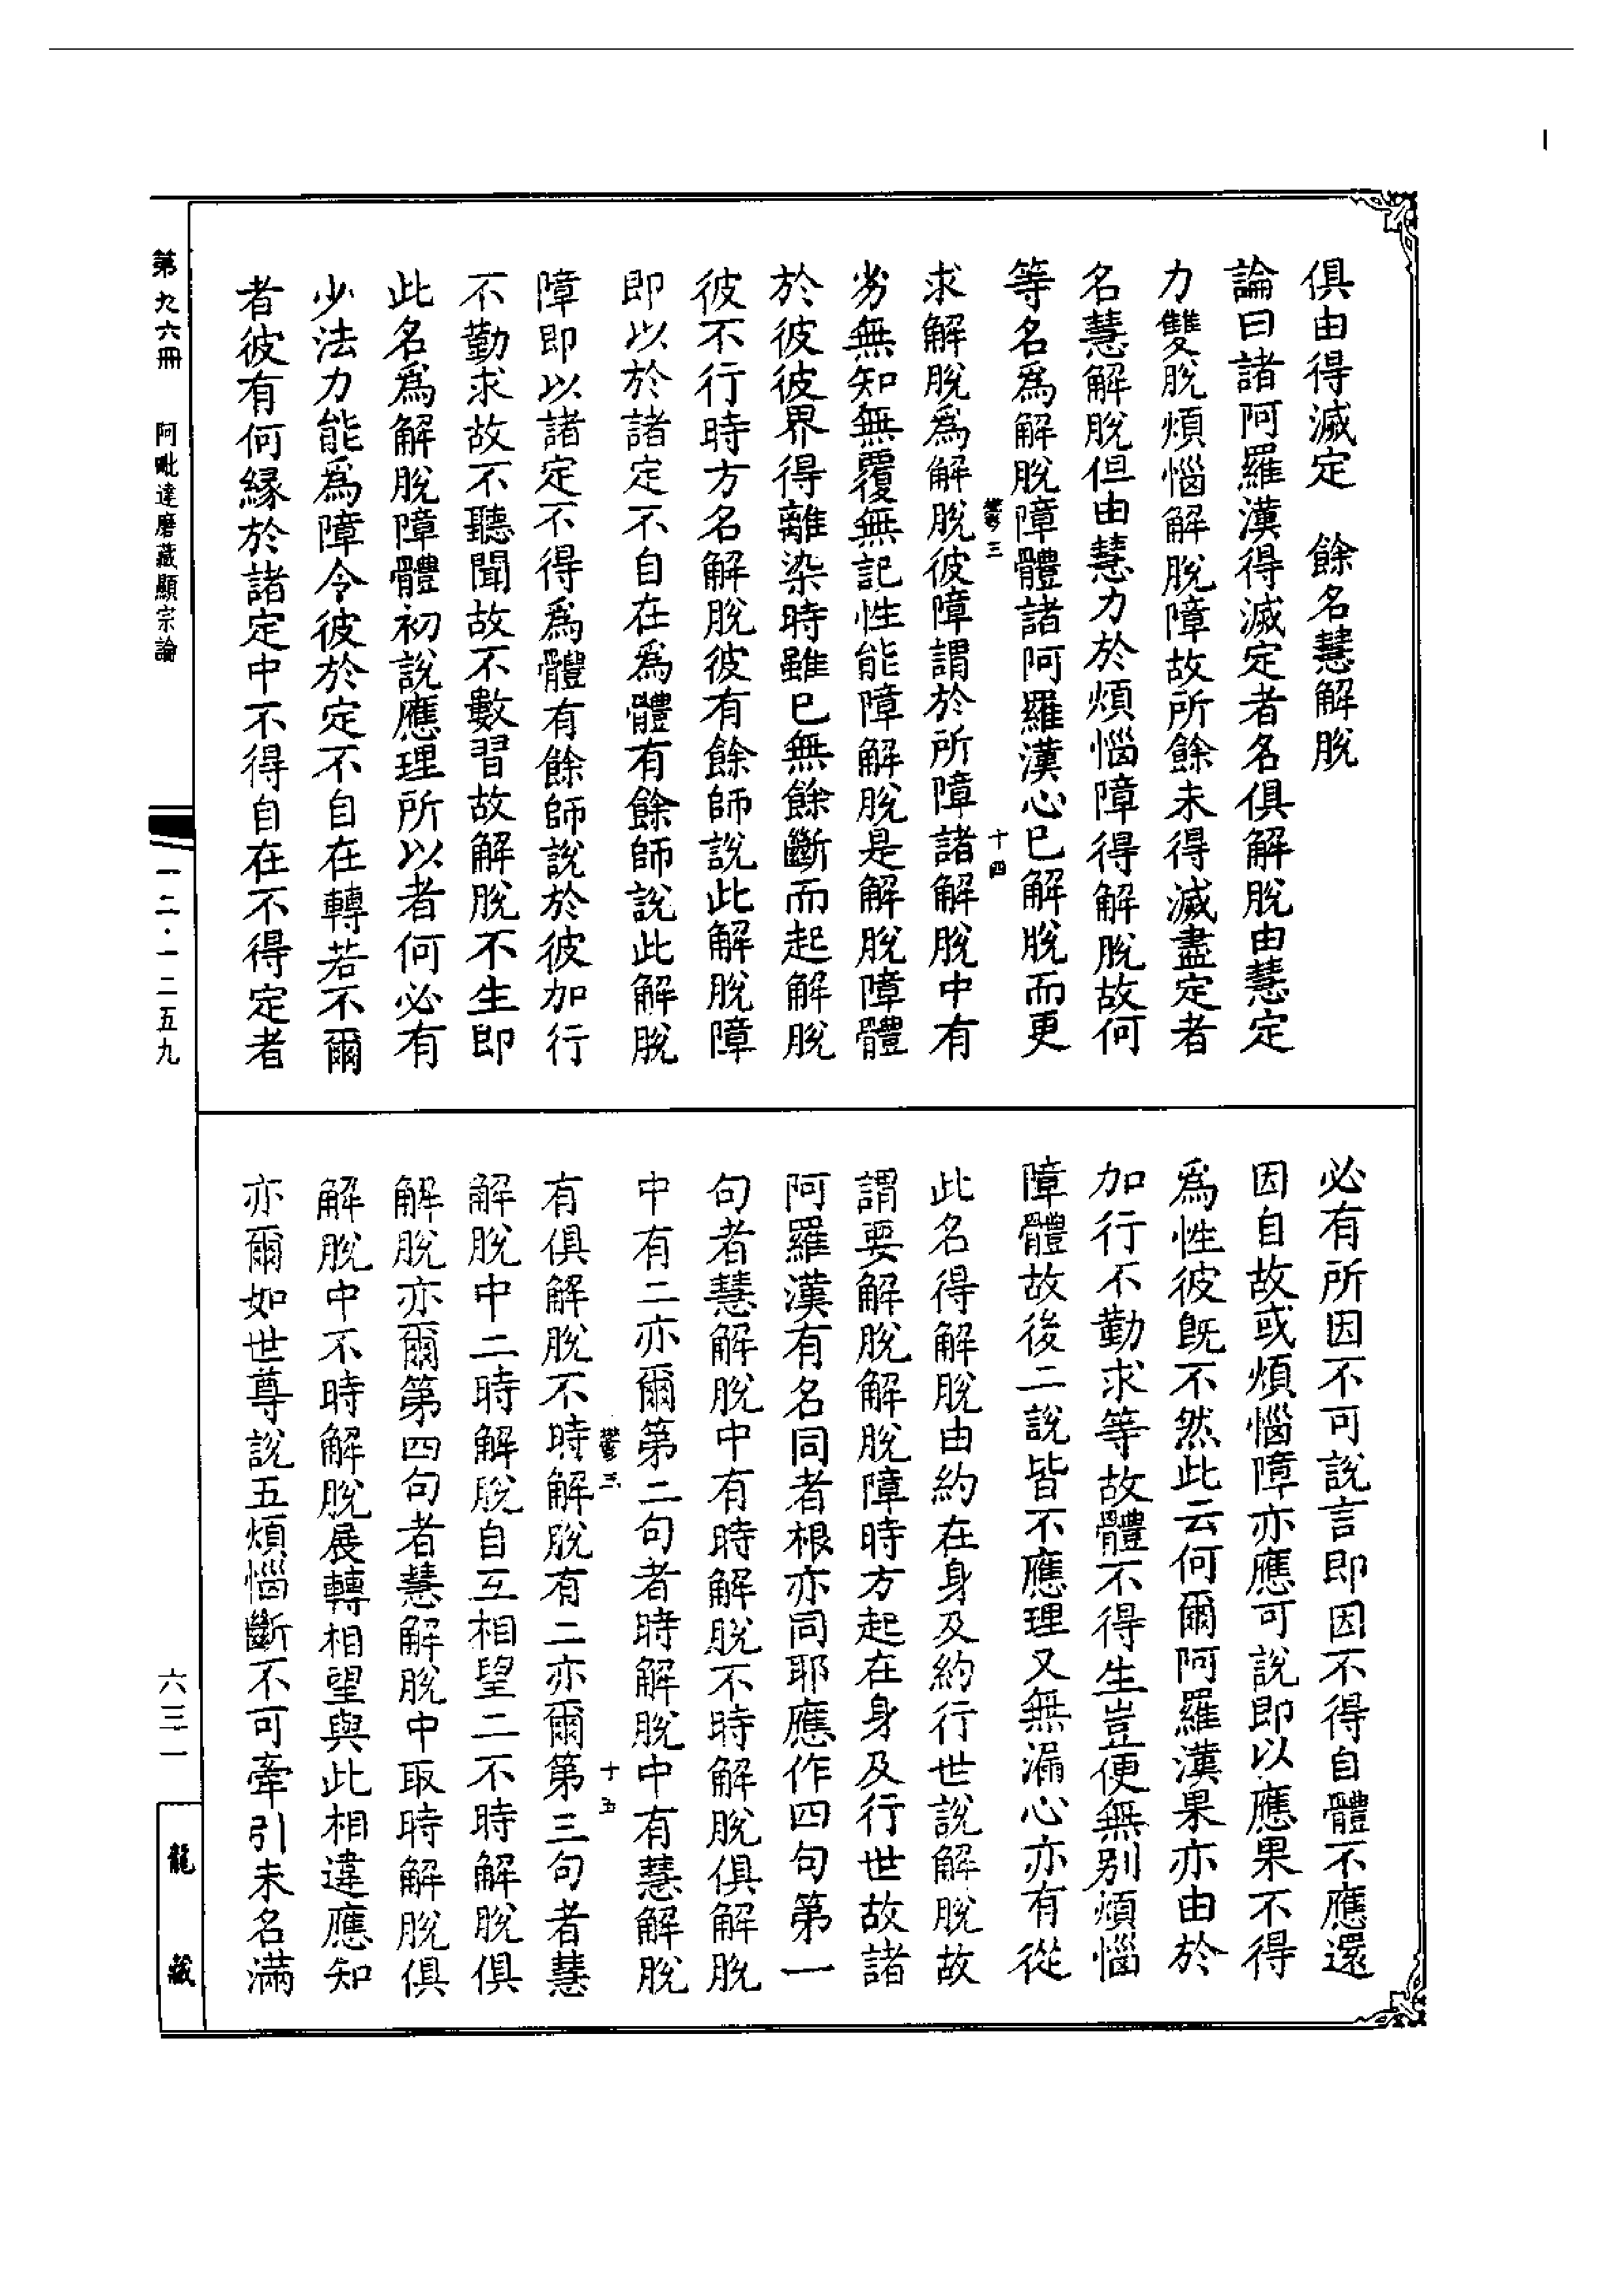 俱由得滅定　餘名慧解脫
論曰諸阿羅漢得滅定者名俱解脫由慧定
力雙脫煩惱解脫障故所餘未得滅盡定者
名慧解脫但由慧力於煩惱障得解脫故何
等名爲解脫障體諸阿羅漢心已解脫而更
求解脫爲解脫彼障謂於所障諸解脫中有
劣無知無覆無記性能障解脫是解脫障體
於彼彼界得離染時雖已無餘斷而起解脫
彼不行時方名解脫彼有餘師說此解脫障
即以於諸定不自在爲體有餘師說此解脫
障即以諸定不得爲體有餘師說於彼加行
不勤求故不聽聞故不數習故解脫不生即
此名爲解脫障體初說應理所以者何必有
少法力能爲障令彼於定不自在轉若不爾
者彼有何緣於諸定中不得自在不得定者
必有所因不可說言即因不得自體不應還
因自故或煩惱障亦應可說即以應果不得
爲性彼既不然此云何爾阿羅漢果亦由於
加行不勤求等故體不得生豈便無別煩惱
障體故後二說皆不應理又無漏心亦有從
此名得解脫由約在身及約行世說解脫故
謂要解脫解脫障時方起在身及行世故諸
阿羅漢有名同者根亦同耶應作四句第一
句者慧解脫中有時解脫不時解脫俱解脫
中有二亦爾第二句者時解脫中有慧解脫
有俱解脫不時解脫有二亦爾第三句者慧
解脫中二時解脫自互相望二不時解脫俱
解脫亦爾第四句者慧解脫中取時解脫俱
解脫中不時解脫展轉相望與此相違應知
亦爾如世尊說五煩惱斷不可牽引未名滿
鬱三
十四
鬱三
十五
第九六冊　阿毗達磨藏顯宗論
一二·一二五九
六三一
龍藏